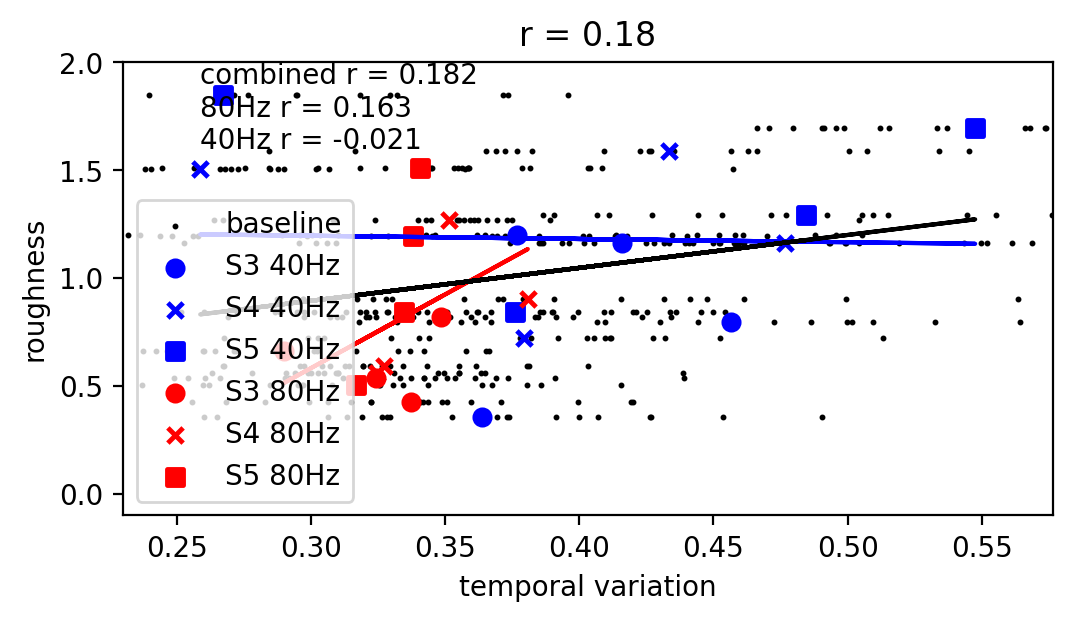 r = 0.18
combined r = 0.182
80Hz r = 0.163
40Hz r = -0.021
2.0
1.5
1.0
0.5
0.0
roughness
baseline
S3 40Hz
S4 40Hz
S5 40Hz
S3 80Hz
S4 80Hz
S5 80Hz
0.25 0.30 0.35 0.40 0.45 0.50 0.55
temporal variation